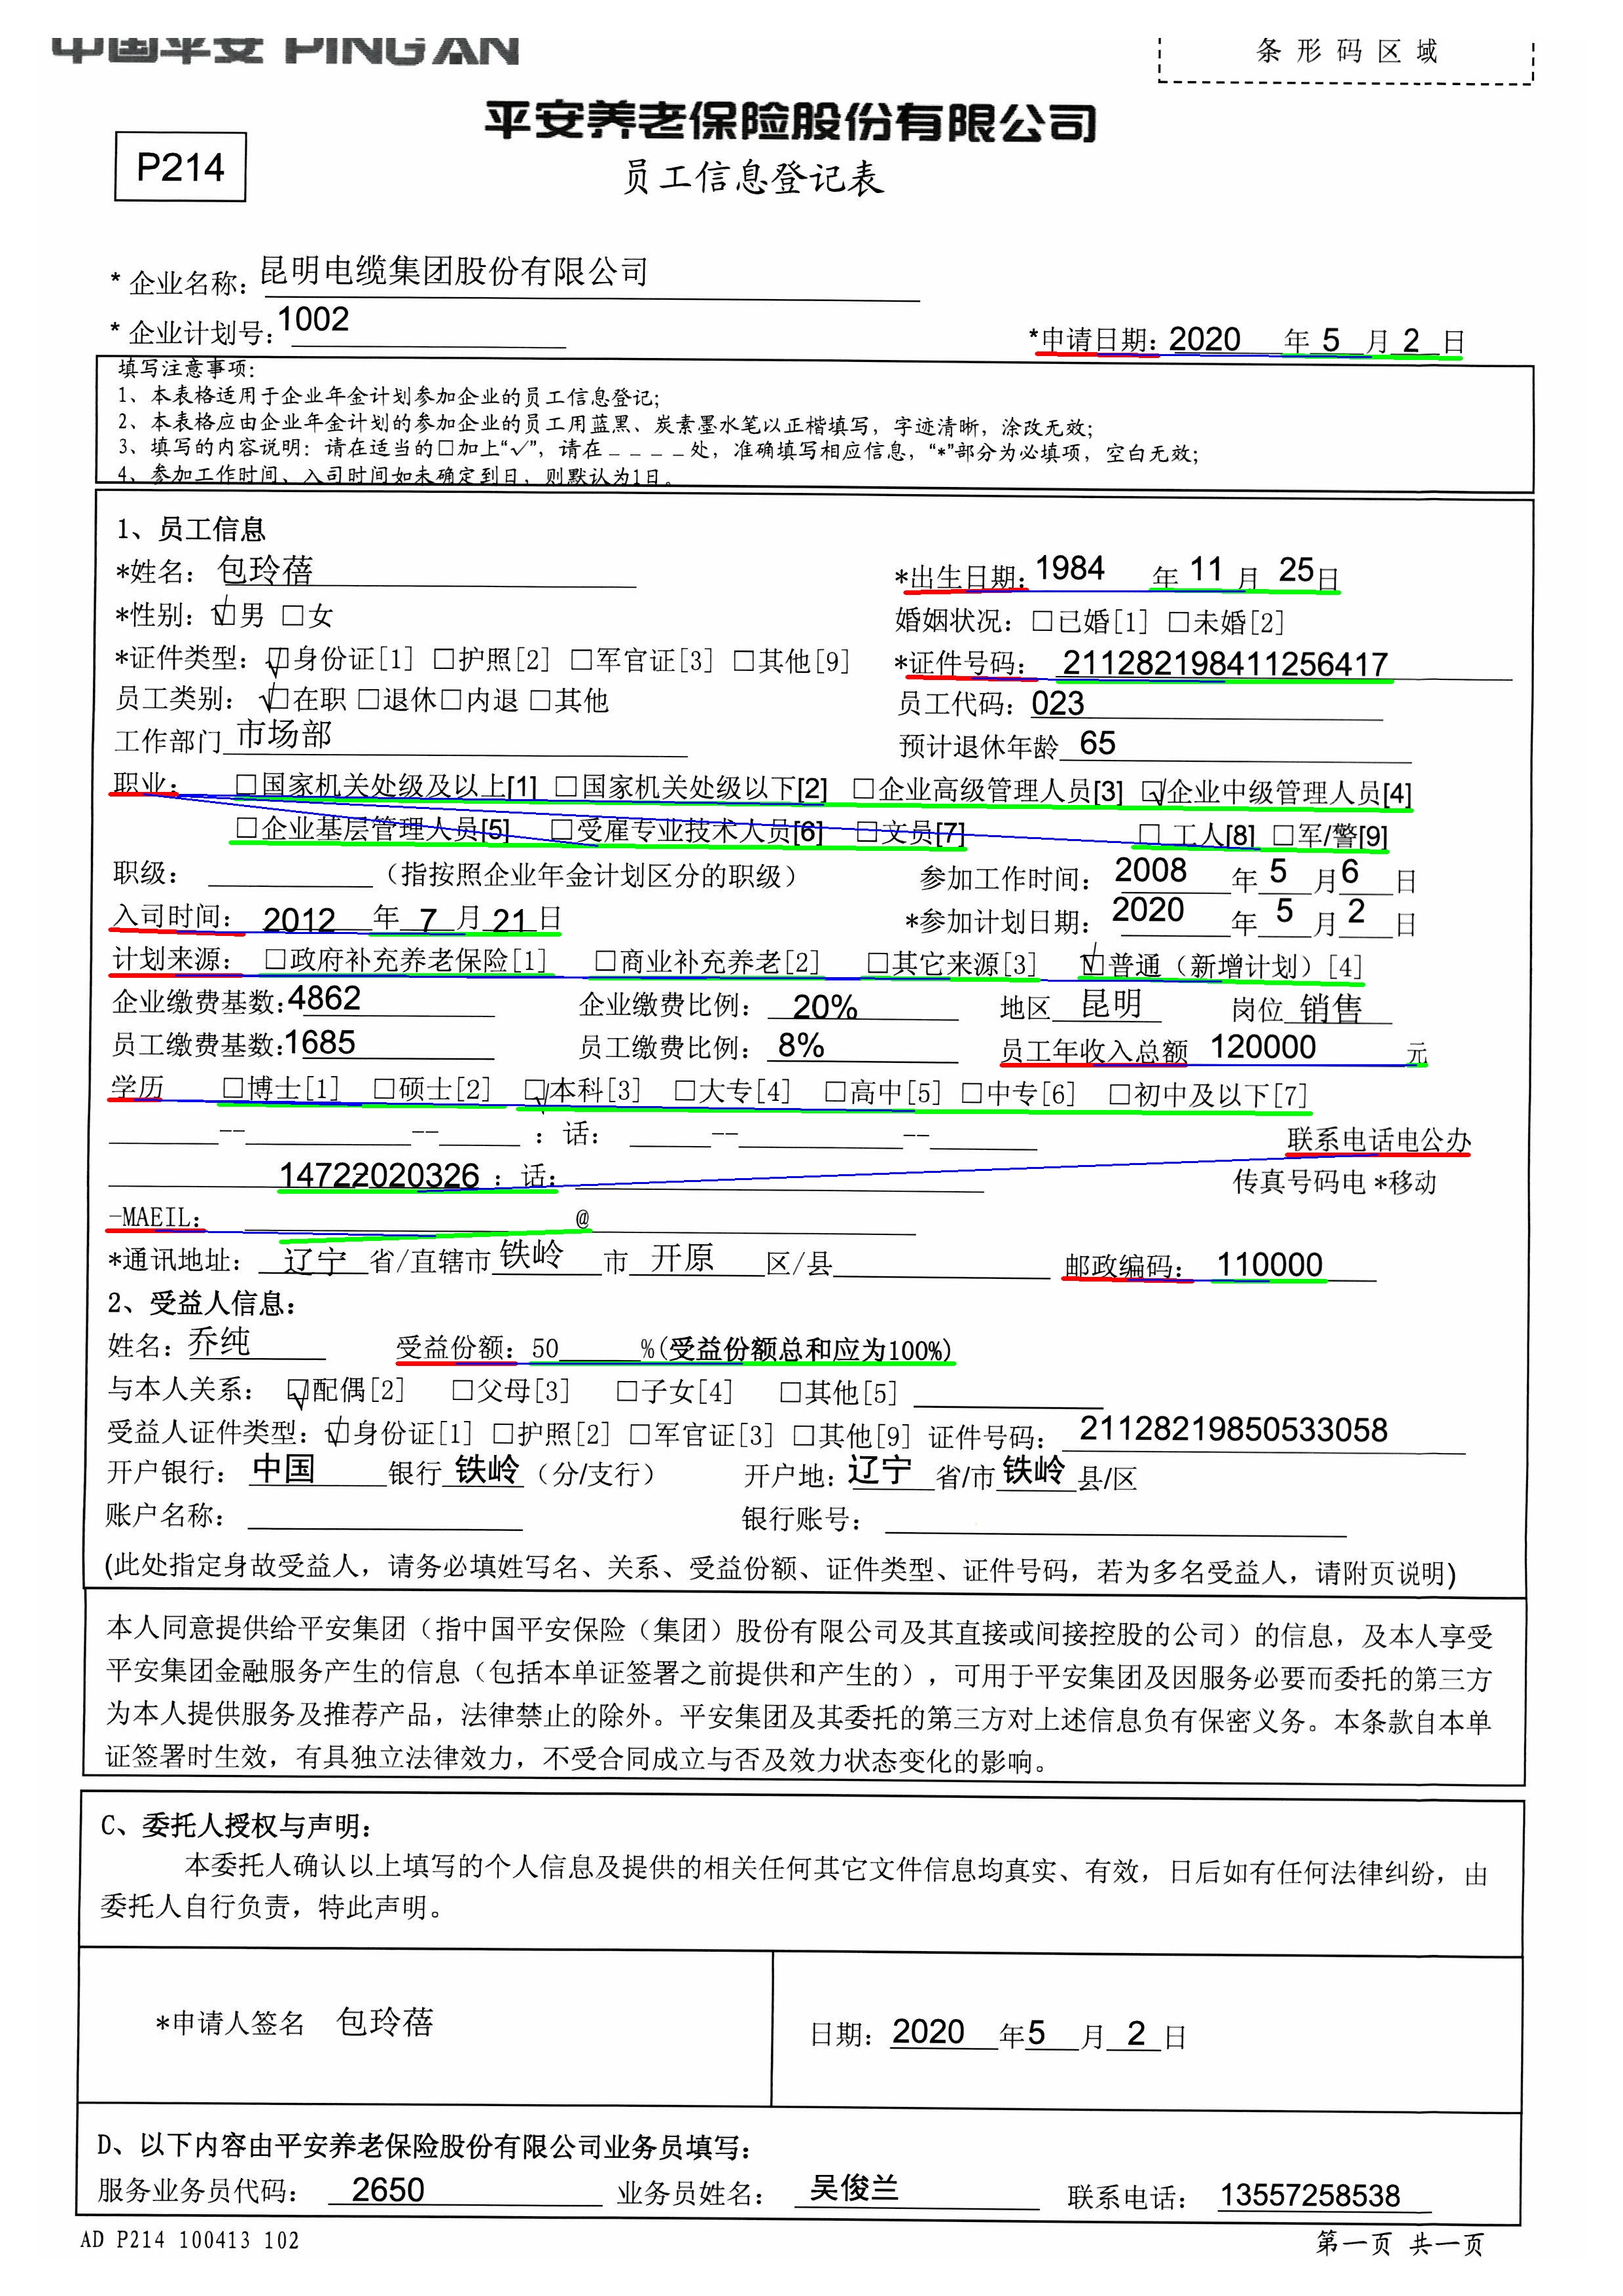 中国平安 PING AN
条形码区域
平安养老保险股份有限公司
P214
员工信息登记表
* 企业名称: 昆明电缆集团股份有限公司
* 企业计划号: 1002 *申请日期: 2020 年 5 月 2 日
填写注意事项:
1、本表格适用于企业年金计划参加企业的员工信息登记;
2、本表格应由企业年金计划的参加企业的员工用蓝黑、炭素墨水笔以正楷填写，字迹清晰，涂改无效;
3、填写的内容说明: 请在适当的□加上“√”, 请在 _ _ _ _ 处, 准确填写相应信息, “*”部分为必填项, 空白无效;
4、参加工作时间、入司时间如未确定到日, 则默认为1日。
1、员工信息
*姓名: 包玲蓓 *出生日期: 1984 年 11 月 25 日
*性别: ☑男 □女 婚姻状况: □已婚[1] □未婚[2]
*证件类型: ☑身份证[1] □护照[2] □军官证[3] □其他[9] *证件号码: 211282198411256417
员工类别: ☑在职 □退休□内退 □其他 员工代码: 023
工作部门 市场部 预计退休年龄 65
职业: □国家机关处级及以上[1] □国家机关处级以下[2] □企业高级管理人员[3] ☑企业中级管理人员[4]
□企业基层管理人员[5] □受雇专业技术人员[6] □文员[7] □ 工人[8] □军/警[9]
职级: ________ (指按照企业年金计划区分的职级) 参加工作时间: 2008 年 5 月 6 日
入司时间: 2012 年 7 月 21 日 *参加计划日期: 2020 年 5 月 2 日
计划来源: □政府补充养老保险[1] □商业补充养老[2] □其它来源[3] ☑普通（新增计划）[4]
企业缴费基数: 4862 企业缴费比例: 20% 地区 昆明 岗位 销售
员工缴费基数: 1685 员工缴费比例: 8% 员工年收入总额 120000 元
学历 □博士[1] □硕士[2] ☑本科[3] □大专[4] □高中[5] □中专[6] □初中及以下[7]
______--________--____ : 话: ____--________--______ 联系电话电公办
14722020326 : 话: ________ 传真号码电 *移动
-MAEIL: ________ @ ________
*通讯地址: 辽宁 省/直辖市 铁岭 市 开原 区/县 ________ 邮政编码: 110000
2、受益人信息:
姓名: 乔纯 受益份额: 50______%(受益份额总和应为100%)
与本人关系: ☑配偶[2] □父母[3] □子女[4] □其他[5] ________
受益人证件类型: ☑身份证[1] □护照[2] □军官证[3] □其他[9] 证件号码: 21128219850533058
开户银行: 中国 银行 铁岭 (分/支行) 开户地: 辽宁 省/市 铁岭 县/区
账户名称: ________ 银行账号: ________
(此处指定身故受益人, 请务必填姓写名、关系、受益份额、证件类型、证件号码, 若为多名受益人, 请附页说明)
本人同意提供给平安集团（指中国平安保险（集团）股份有限公司及其直接或间接控股的公司）的信息，及本人享受
平安集团金融服务产生的信息（包括本单证签署之前提供和产生的），可用于平安集团及因服务必要而委托的第三方
为本人提供服务及推荐产品，法律禁止的除外。平安集团及其委托的第三方对上述信息负有保密义务。本条款自本单
证签署时生效，有具独立法律效力，不受合同成立与否及效力状态变化的影响。
C、委托人授权与声明:
本委托人确认以上填写的个人信息及提供的相关任何其它文件信息均真实、有效，日后如有任何法律纠纷，由
委托人自行负责，特此声明。
*申请人签名 包玲蓓 日期: 2020 年 5 月 2 日
D、以下内容由平安养老保险股份有限公司业务员填写:
服务业务员代码: 2650 业务员姓名: 吴俊兰 联系电话: 13557258538
AD P214 100413 102 第一页 共一页